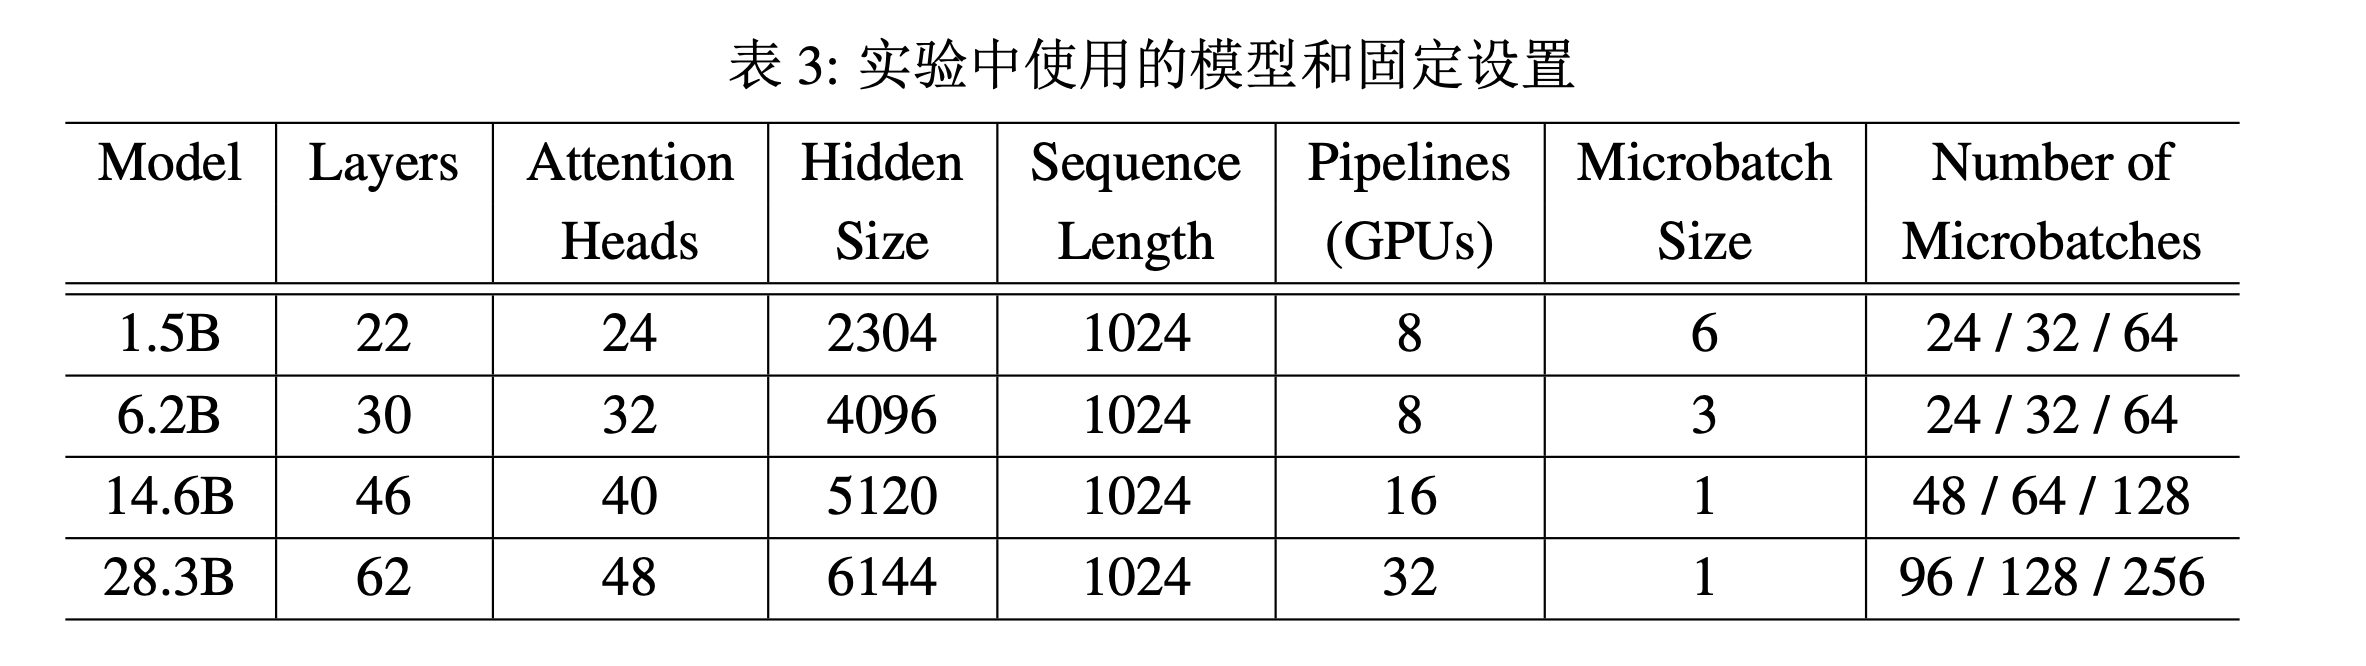 表 3: 实验中使用的模型和固定设置
Model Layers Attention Hidden Sequence Pipelines Microbatch Number of
Heads Size Length (GPUs) Size Microbatches
1.5B 22 24 2304 1024 8 6 24 / 32 / 64
6.2B 30 32 4096 1024 8 3 24 / 32 / 64
14.6B 46 40 5120 1024 16 1 48 / 64 / 128
28.3B 62 48 6144 1024 32 1 96 / 128 / 256